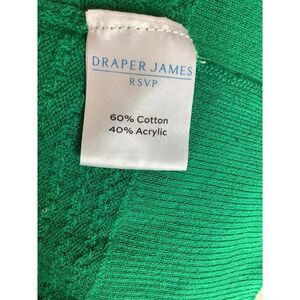 DRAPER JAMES
RSVP
60% Cotton
40% Acrylic